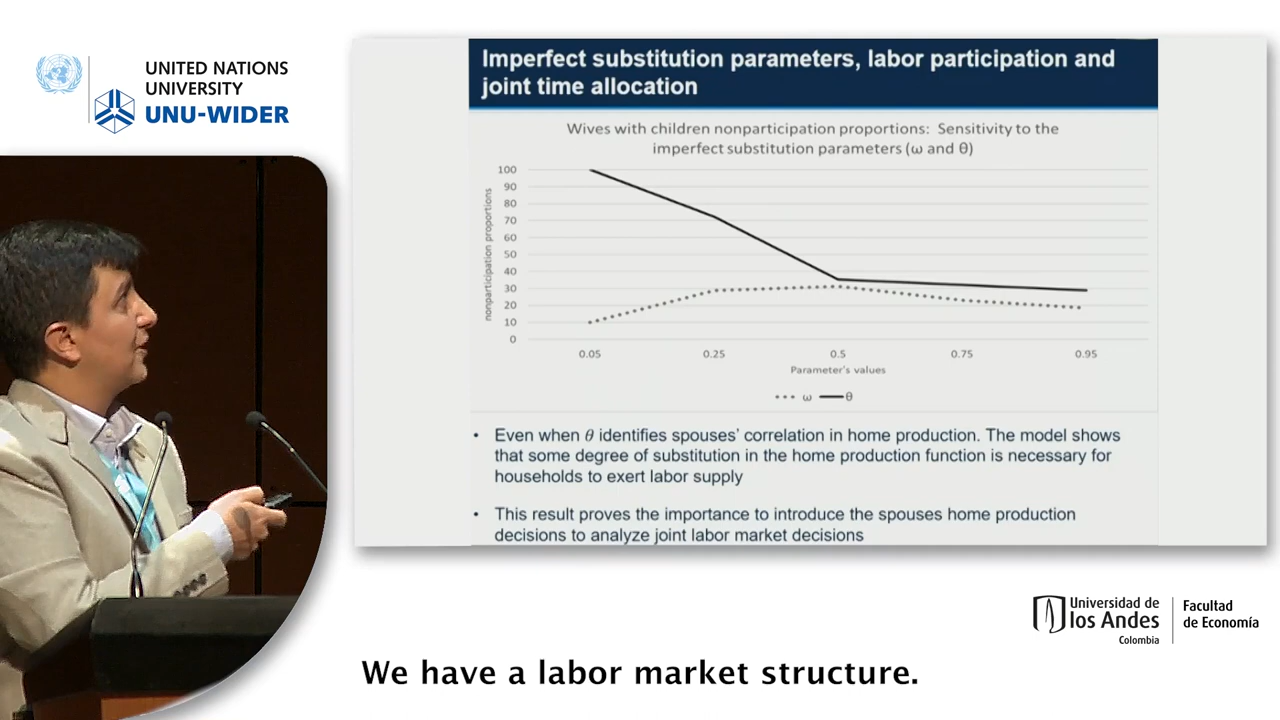 UNITED NATIONS
UNIVERSITY
UNU-WIDER
Imperfect substitution parameters, labor participation and
joint time allocation
Wives with children nonparticipation proportions: Sensitivity to the
imperfect substitution parameters (ω and θ)
nonparticipation proportions
100
90
80
70
60
50
40
30
20
10
0
0.05 0.25 0.5 0.75 0.95
Parameter's values
ω θ
• Even when θ identifies spouses' correlation in home production. The model shows
that some degree of substitution in the home production function is necessary for
households to exert labor supply
• This result proves the importance to introduce the spouses home production
decisions to analyze joint labor market decisions
Universidad de
los Andes
Colombia
Facultad
de Economía
We have a labor market structure.